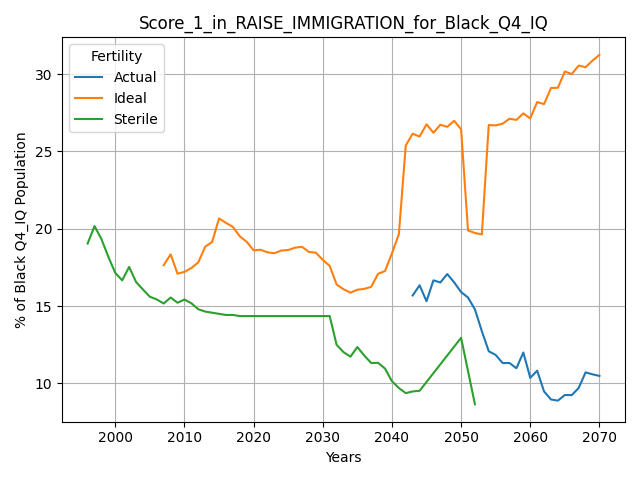 Score_1_in_RAISE_IMMIGRATION_for_Black_Q4_IQ
Fertility
Actual
Ideal
Sterile
% of Black Q4_IQ Population
30
25
20
15
10
2000 2010 2020 2030 2040 2050 2060 2070
Years